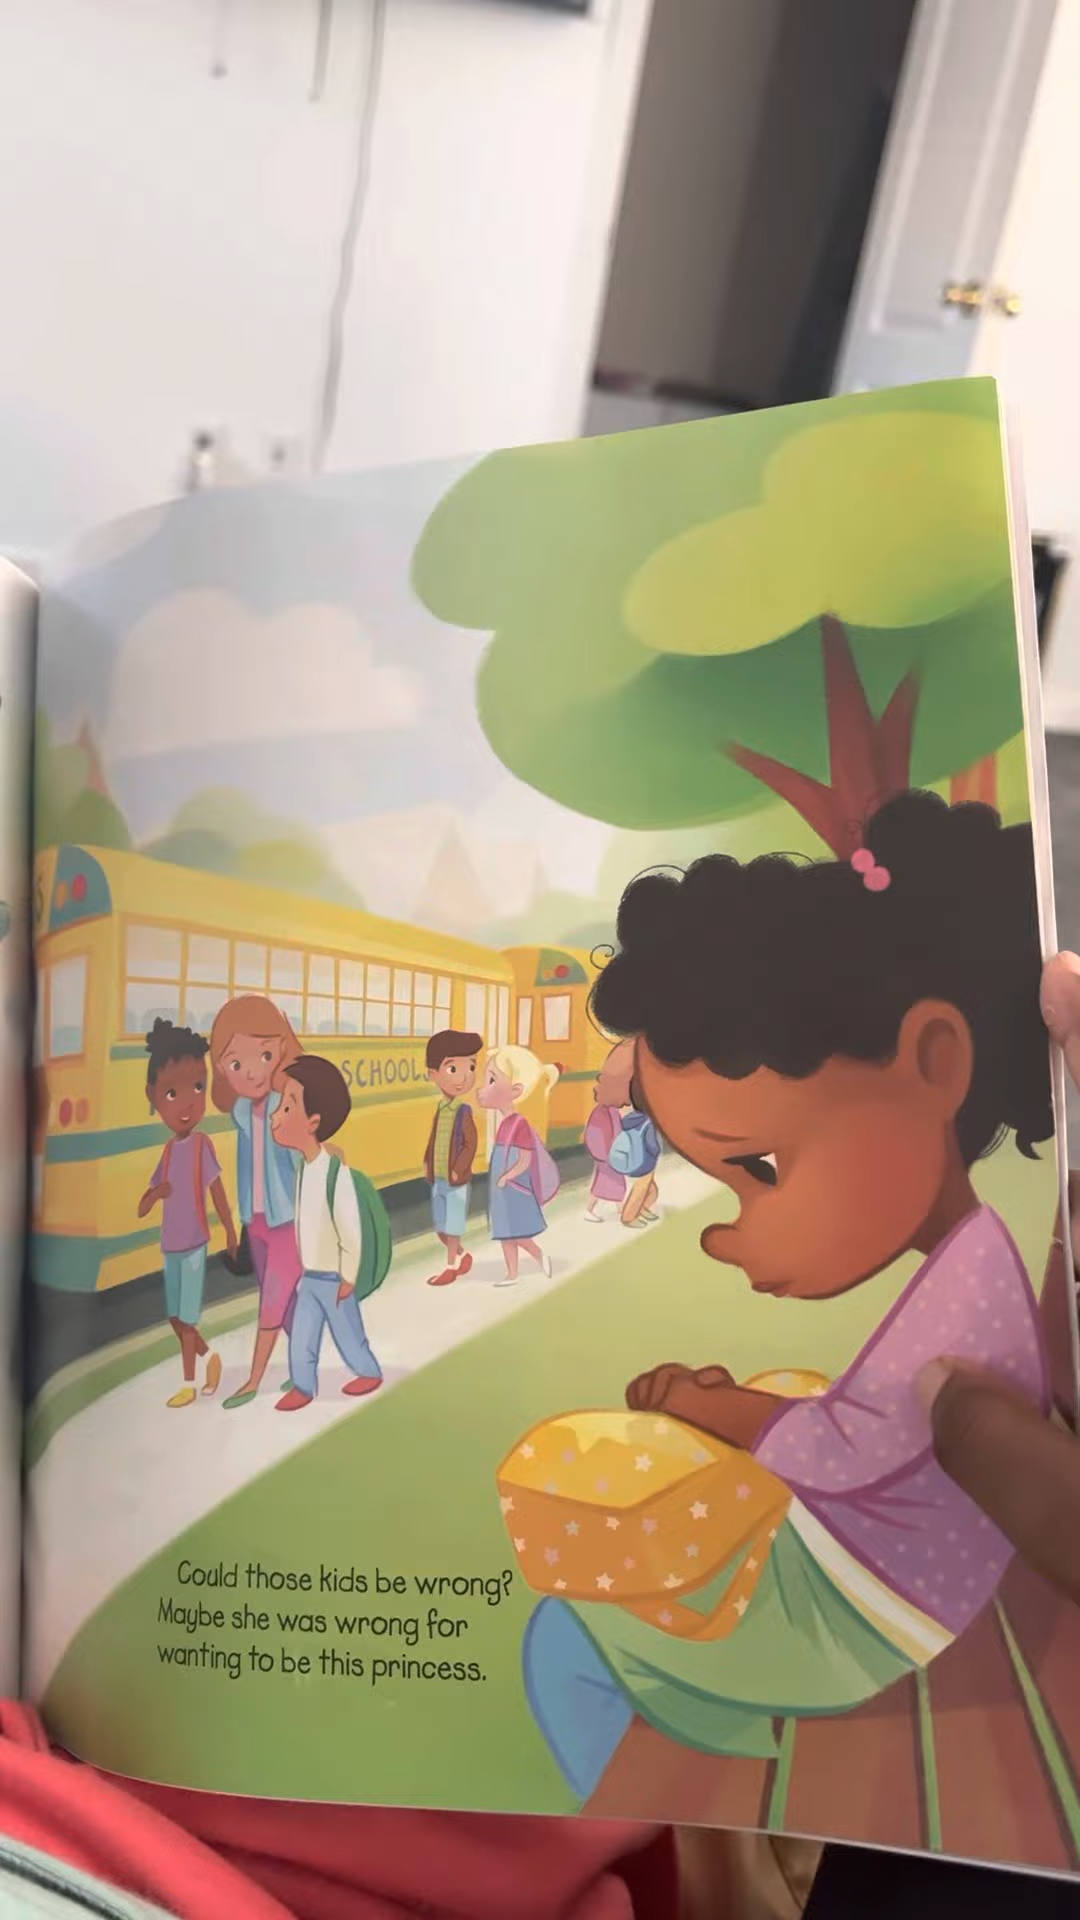 SCHOOL
Could those kids be wrong?
Maybe she was wrong for
wanting to be this princess.